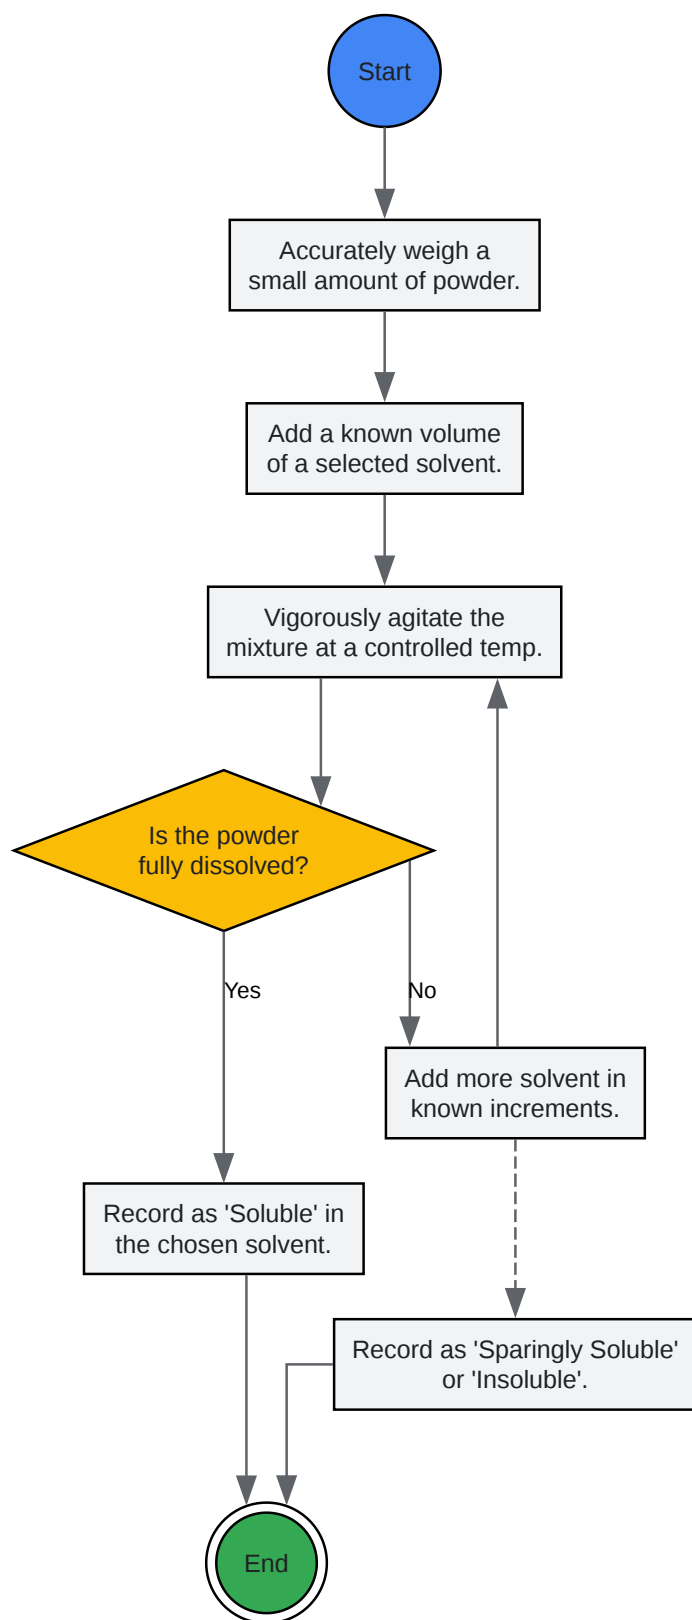 Start
Accurately weigh a
small amount of powder.
Add a known volume
of a selected solvent.
Vigorously agitate the
mixture at a controlled temp.
Is the powder
fully dissolved?
Yes
No
Add more solvent in
known increments.
Record as 'Soluble' in
the chosen solvent.
Record as 'Sparingly Soluble'
or 'Insoluble'.
End